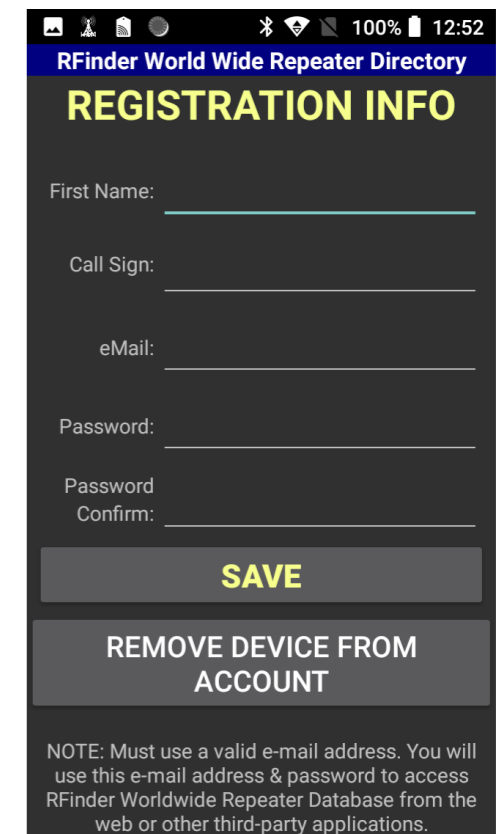 100% 12:52
RFinder World Wide Repeater Directory
REGISTRATION INFO
First Name:
Call Sign:
eMail:
Password:
Password
Confirm:
SAVE
REMOVE DEVICE FROM
ACCOUNT
NOTE: Must use a valid e-mail address. You will
use this e-mail address & password to access
RFinder Worldwide Repeater Database from the
web or other third-party applications.